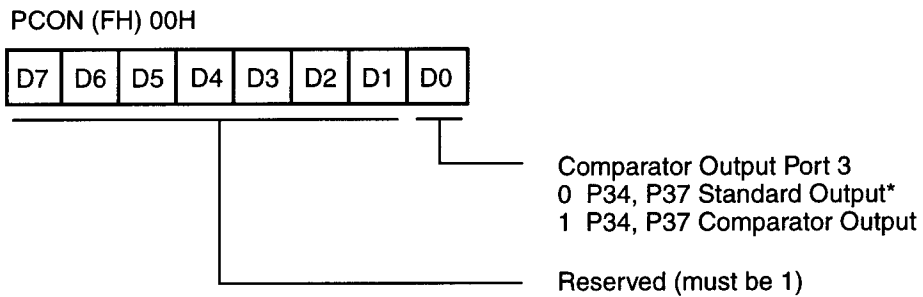 PCON (FH) 00H
D7 D6 D5 D4 D3 D2 D1 D0
Comparator Output Port 3
0 P34, P37 Standard Output*
1 P34, P37 Comparator Output
Reserved (must be 1)